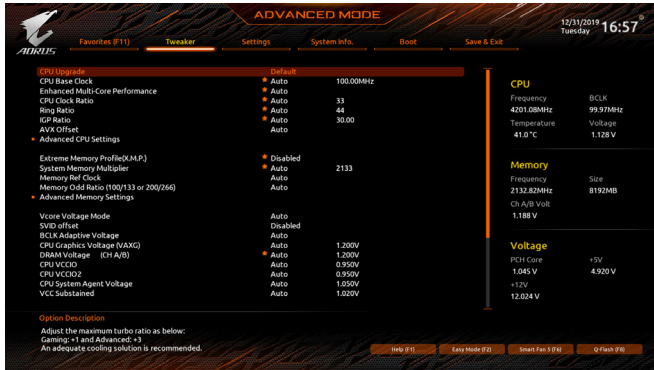 ADVANCED MODE
12/31/2019 Tuesday 16:57
AORUS
Favorites (F11) Tweaker Settings System Info. Boot Save & Exit
CPU Upgrade Default
CPU Base Clock Auto 100.00MHz
Enhanced Multi-Core Performance Auto
CPU Clock Ratio Auto 33
Ring Ratio Auto 44
IGP Ratio Auto 30.00
AVX Offset Auto
Advanced CPU Settings
Extreme Memory Profile(X.M.P.) Disabled
System Memory Multiplier Auto 2133
Memory Ref Clock Auto
Memory Odd Ratio (100/133 or 200/266) Auto
Advanced Memory Settings
Vcore Voltage Mode Auto
SVID offset Disabled
BCLK Adaptive Voltage Auto
CPU Graphics Voltage (VAXG) Auto 1.200V
DRAM Voltage (CH A/B) Auto 1.200V
CPU VCCIO Auto 0.950V
CPU VCCIO2 Auto 0.950V
CPU System Agent Voltage Auto 1.050V
VCC Substained Auto 1.020V
CPU
Frequency BCLK
4201.08MHz 99.97MHz
Temperature Voltage
41.0 °C 1.128 V
Memory
Frequency Size
2132.82MHz 8192MB
Ch A/B Volt
1.188 V
Voltage
PCH Core +5V
1.045 V 4.920 V
+12V
12.024 V
Option Description
Adjust the maximum turbo ratio as below:
Gaming: +1 and Advanced: +3
An adequate cooling solution is recommended.
Help (F1) Easy Mode (F2) Smart Fan 5 (F6) Q-Flash (F8)